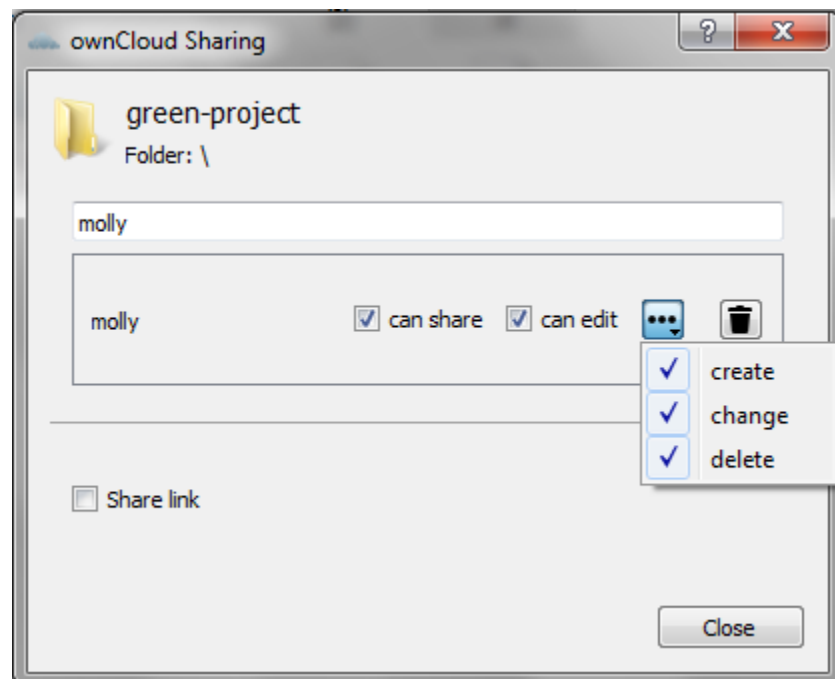 ownCloud Sharing
green-project
Folder: \
molly
molly can share can edit
create
change
delete
Share link
Close